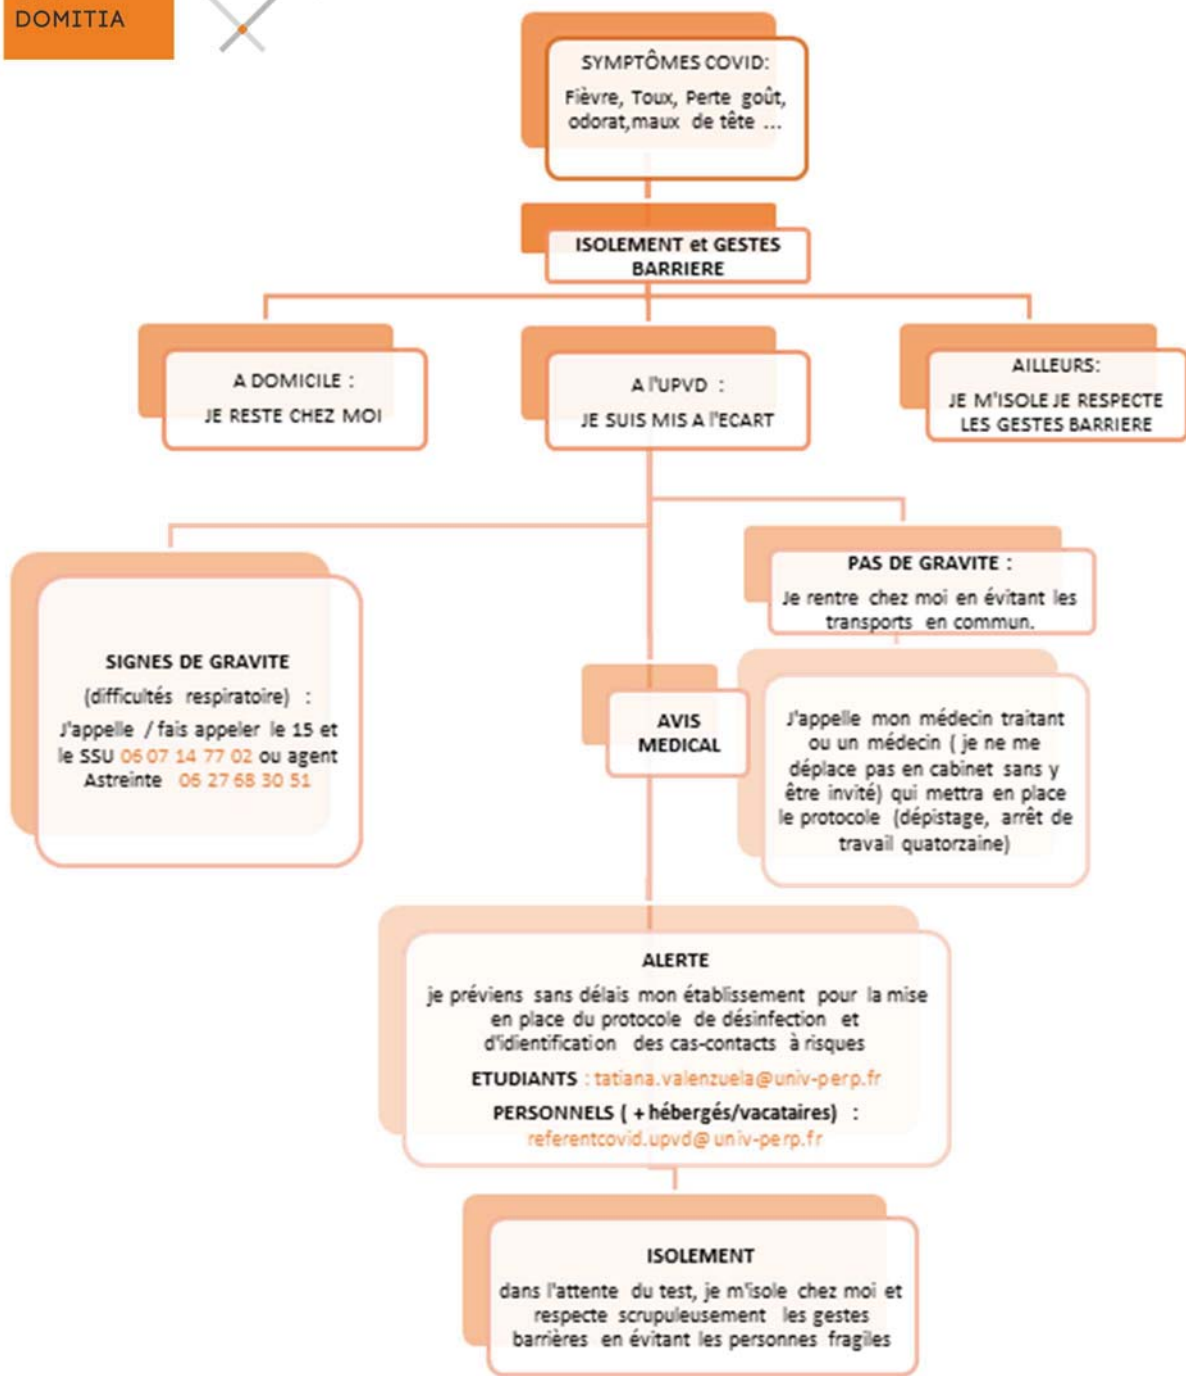 DOMITIA
SYMPTÔMES COVID:
Fièvre, Toux, Perte goût,
odorat,maux de tête ...
ISOLEMENT et GESTES
BARRIERE
A DOMICILE :
JE RESTE CHEZ MOI
A l'UPVD :
JE SUIS MIS A l'ECART
AILLEURS:
JE M'ISOLE JE RESPECTE
LES GESTES BARRIERE
SIGNES DE GRAVITE
(difficultés respiratoire) :
J'appelle / fais appeler le 15 et
le SSU 06 07 14 77 02 ou agent
Astreinte 06 27 68 30 51
AVIS
MEDICAL
PAS DE GRAVITE :
Je rentre chez moi en évitant les
transports en commun.
J'appelle mon médecin traitant
ou un médecin ( je ne me
déplace pas en cabinet sans y
être invité) qui mettra en place
le protocole (dépistage, arrêt de
travail quatorzaine)
ALERTE
je préviens sans délais mon établissement pour la mise
en place du protocole de désinfection et
d'idientification des cas-contacts à risques
ETUDIANTS : tatiana.valenzuela@univ-perp.fr
PERSONNELS ( + hébergés/vacataires) :
referentcovid.upvd@univ-perp.fr
ISOLEMENT
dans l'attente du test, je m'isole chez moi et
respecte scrupuleusement les gestes
barrières en évitant les personnes fragiles